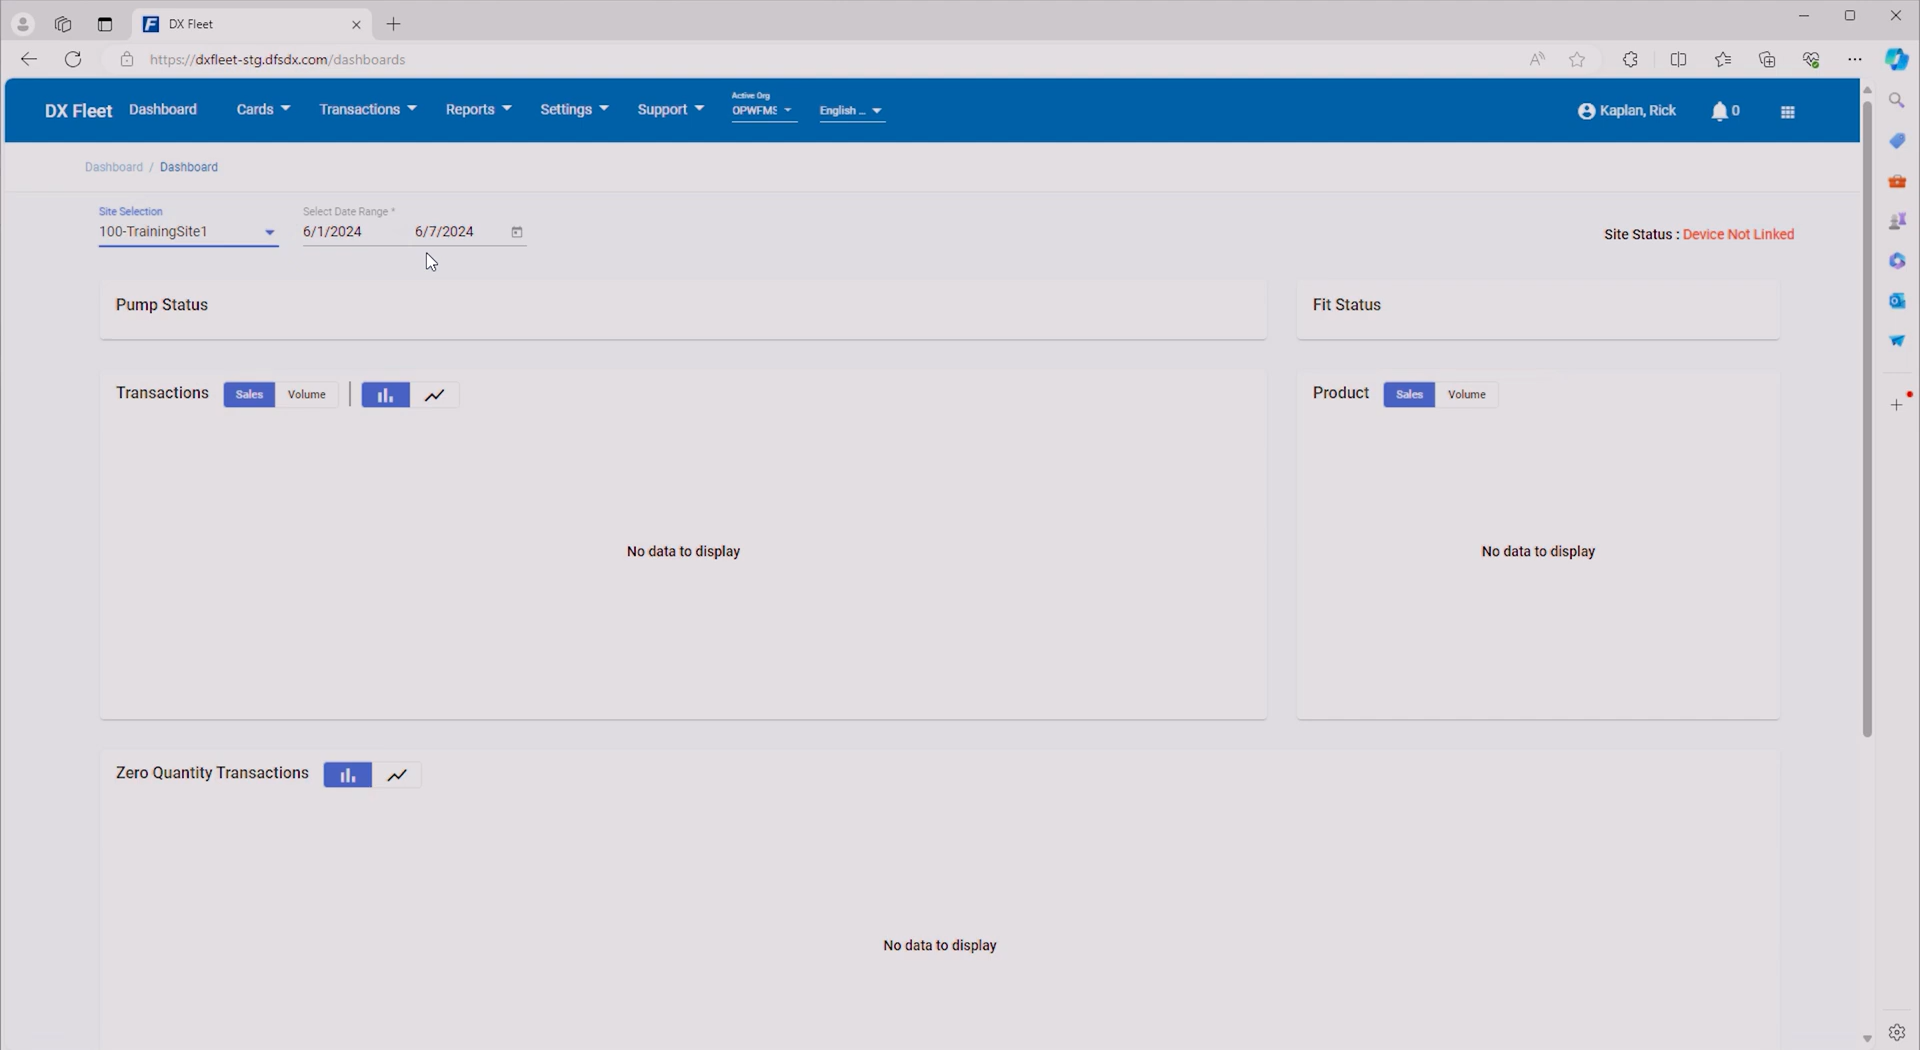 DX Fleet
https://dxfleet-stg.dfsdx.com/dashboards
DX Fleet Dashboard Cards Transactions Reports Settings Support Active Org OPWFMS English ... Kaplan, Rick 0
Dashboard / Dashboard
Site Selection Select Date Range *
100-TrainingSite1 6/1/2024 6/7/2024
Site Status : Device Not Linked
Pump Status
Fit Status
Transactions Sales Volume
Product Sales Volume
No data to display
No data to display
Zero Quantity Transactions
No data to display